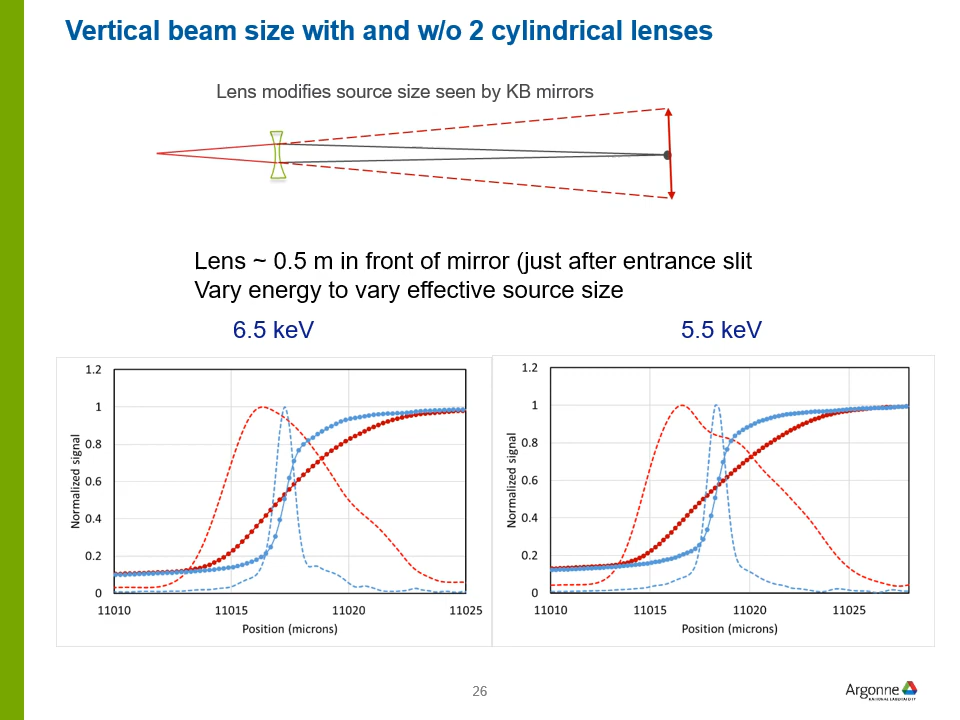 Vertical beam size with and w/o 2 cylindrical lenses
Lens modifies source size seen by KB mirrors
Lens ~ 0.5 m in front of mirror (just after entrance slit
Vary energy to vary effective source size
6.5 keV
5.5 keV
1.2
1
0.8
0.6
0.4
0.2
0
Normalized signal
11010
11015
11020
11025
Position (microns)
1.2
1
0.8
0.6
0.4
0.2
0
Normalized signal
11010
11015
11020
11025
Position (microns)
26
Argonne
NATIONAL LABORATORY